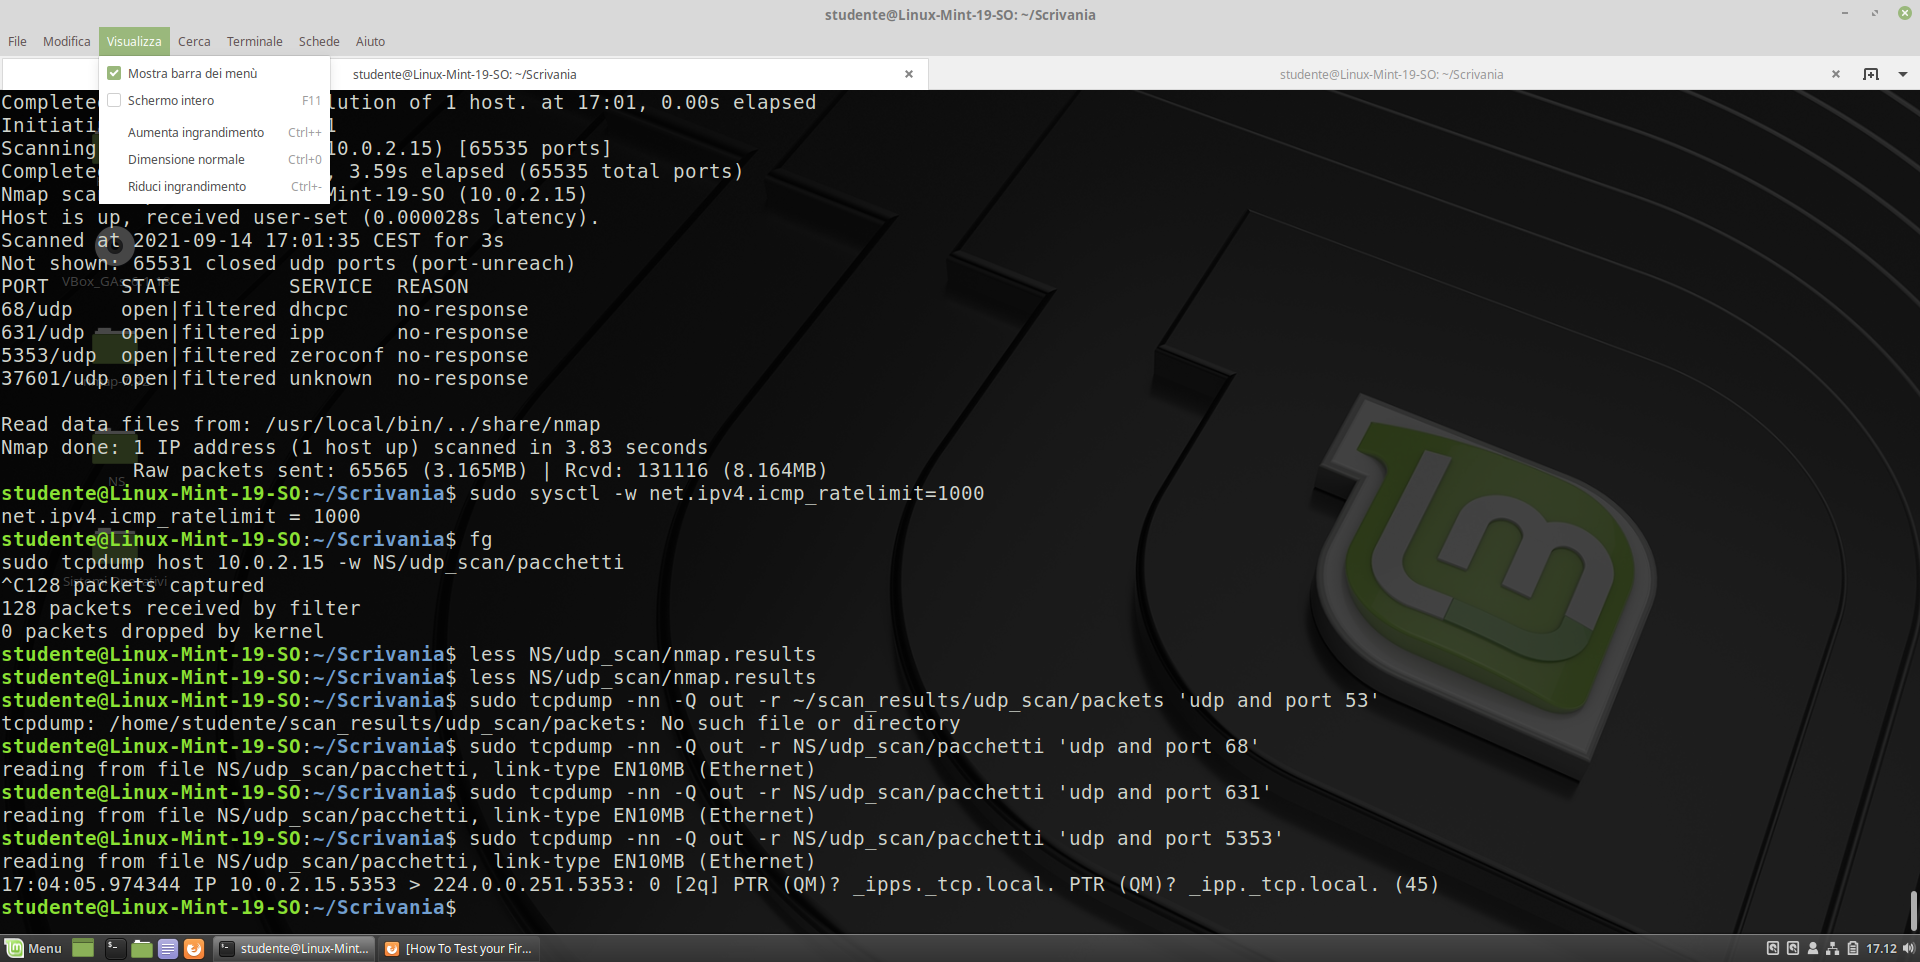 studente@Linux-Mint-19-SO: ~/Scrivania
File Modifica Visualizza Cerca Terminale Schede Aiuto
studente@Linux-Mint-19-SO: ~/Scrivania
studente@Linux-Mint-19-SO: ~/Scrivania
Mostra barra dei menù
Schermo intero F11
Aumenta ingrandimento Ctrl++
Dimensione normale Ctrl+0
Riduci ingrandimento Ctrl+-
Complete lution of 1 host. at 17:01, 0.00s elapsed
Initiati l
Scanning 10.0.2.15) [65535 ports]
Complete , 3.59s elapsed (65535 total ports)
Nmap sca Mint-19-SO (10.0.2.15)
Host is up, received user-set (0.000028s latency).
Scanned at 2021-09-14 17:01:35 CEST for 3s
Not shown: 65531 closed udp ports (port-unreach)
PORT STATE SERVICE REASON
68/udp open|filtered dhcpc no-response
631/udp open|filtered ipp no-response
5353/udp open|filtered zeroconf no-response
37601/udp open|filtered unknown no-response
Read data files from: /usr/local/bin/../share/nmap
Nmap done: 1 IP address (1 host up) scanned in 3.83 seconds
Raw packets sent: 65565 (3.165MB) | Rcvd: 131116 (8.164MB)
studente@Linux-Mint-19-SO:~/Scrivania$ sudo sysctl -w net.ipv4.icmp_ratelimit=1000
net.ipv4.icmp_ratelimit = 1000
studente@Linux-Mint-19-SO:~/Scrivania$ fg
sudo tcpdump host 10.0.2.15 -w NS/udp_scan/pacchetti
^C128 packets captured
128 packets received by filter
0 packets dropped by kernel
studente@Linux-Mint-19-SO:~/Scrivania$ less NS/udp_scan/nmap.results
studente@Linux-Mint-19-SO:~/Scrivania$ less NS/udp_scan/nmap.results
studente@Linux-Mint-19-SO:~/Scrivania$ sudo tcpdump -nn -Q out -r ~/scan_results/udp_scan/packets 'udp and port 53'
tcpdump: /home/studente/scan_results/udp_scan/packets: No such file or directory
studente@Linux-Mint-19-SO:~/Scrivania$ sudo tcpdump -nn -Q out -r NS/udp_scan/pacchetti 'udp and port 68'
reading from file NS/udp_scan/pacchetti, link-type EN10MB (Ethernet)
studente@Linux-Mint-19-SO:~/Scrivania$ sudo tcpdump -nn -Q out -r NS/udp_scan/pacchetti 'udp and port 631'
reading from file NS/udp_scan/pacchetti, link-type EN10MB (Ethernet)
studente@Linux-Mint-19-SO:~/Scrivania$ sudo tcpdump -nn -Q out -r NS/udp_scan/pacchetti 'udp and port 5353'
reading from file NS/udp_scan/pacchetti, link-type EN10MB (Ethernet)
17:04:05.974344 IP 10.0.2.15.5353 > 224.0.0.251.5353: 0 [2q] PTR (QM)? _ipps._tcp.local. PTR (QM)? _ipp._tcp.local. (45)
studente@Linux-Mint-19-SO:~/Scrivania$
NS
Menu studente@Linux-Mint... [How To Test your Fir... 17.12